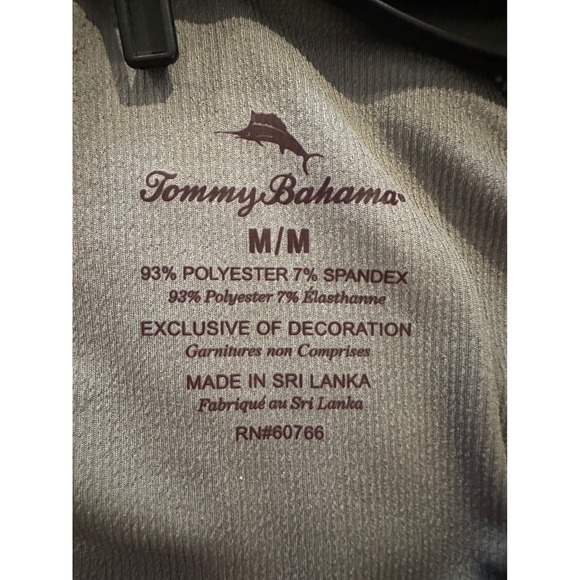 Tommy Bahama
M/M
93% POLYESTER 7% SPANDEX
93% Polyester 7% Élasthanne
EXCLUSIVE OF DECORATION
Garnitures non Comprises
MADE IN SRI LANKA
Fabriqué au Sri Lanka
RN#60766